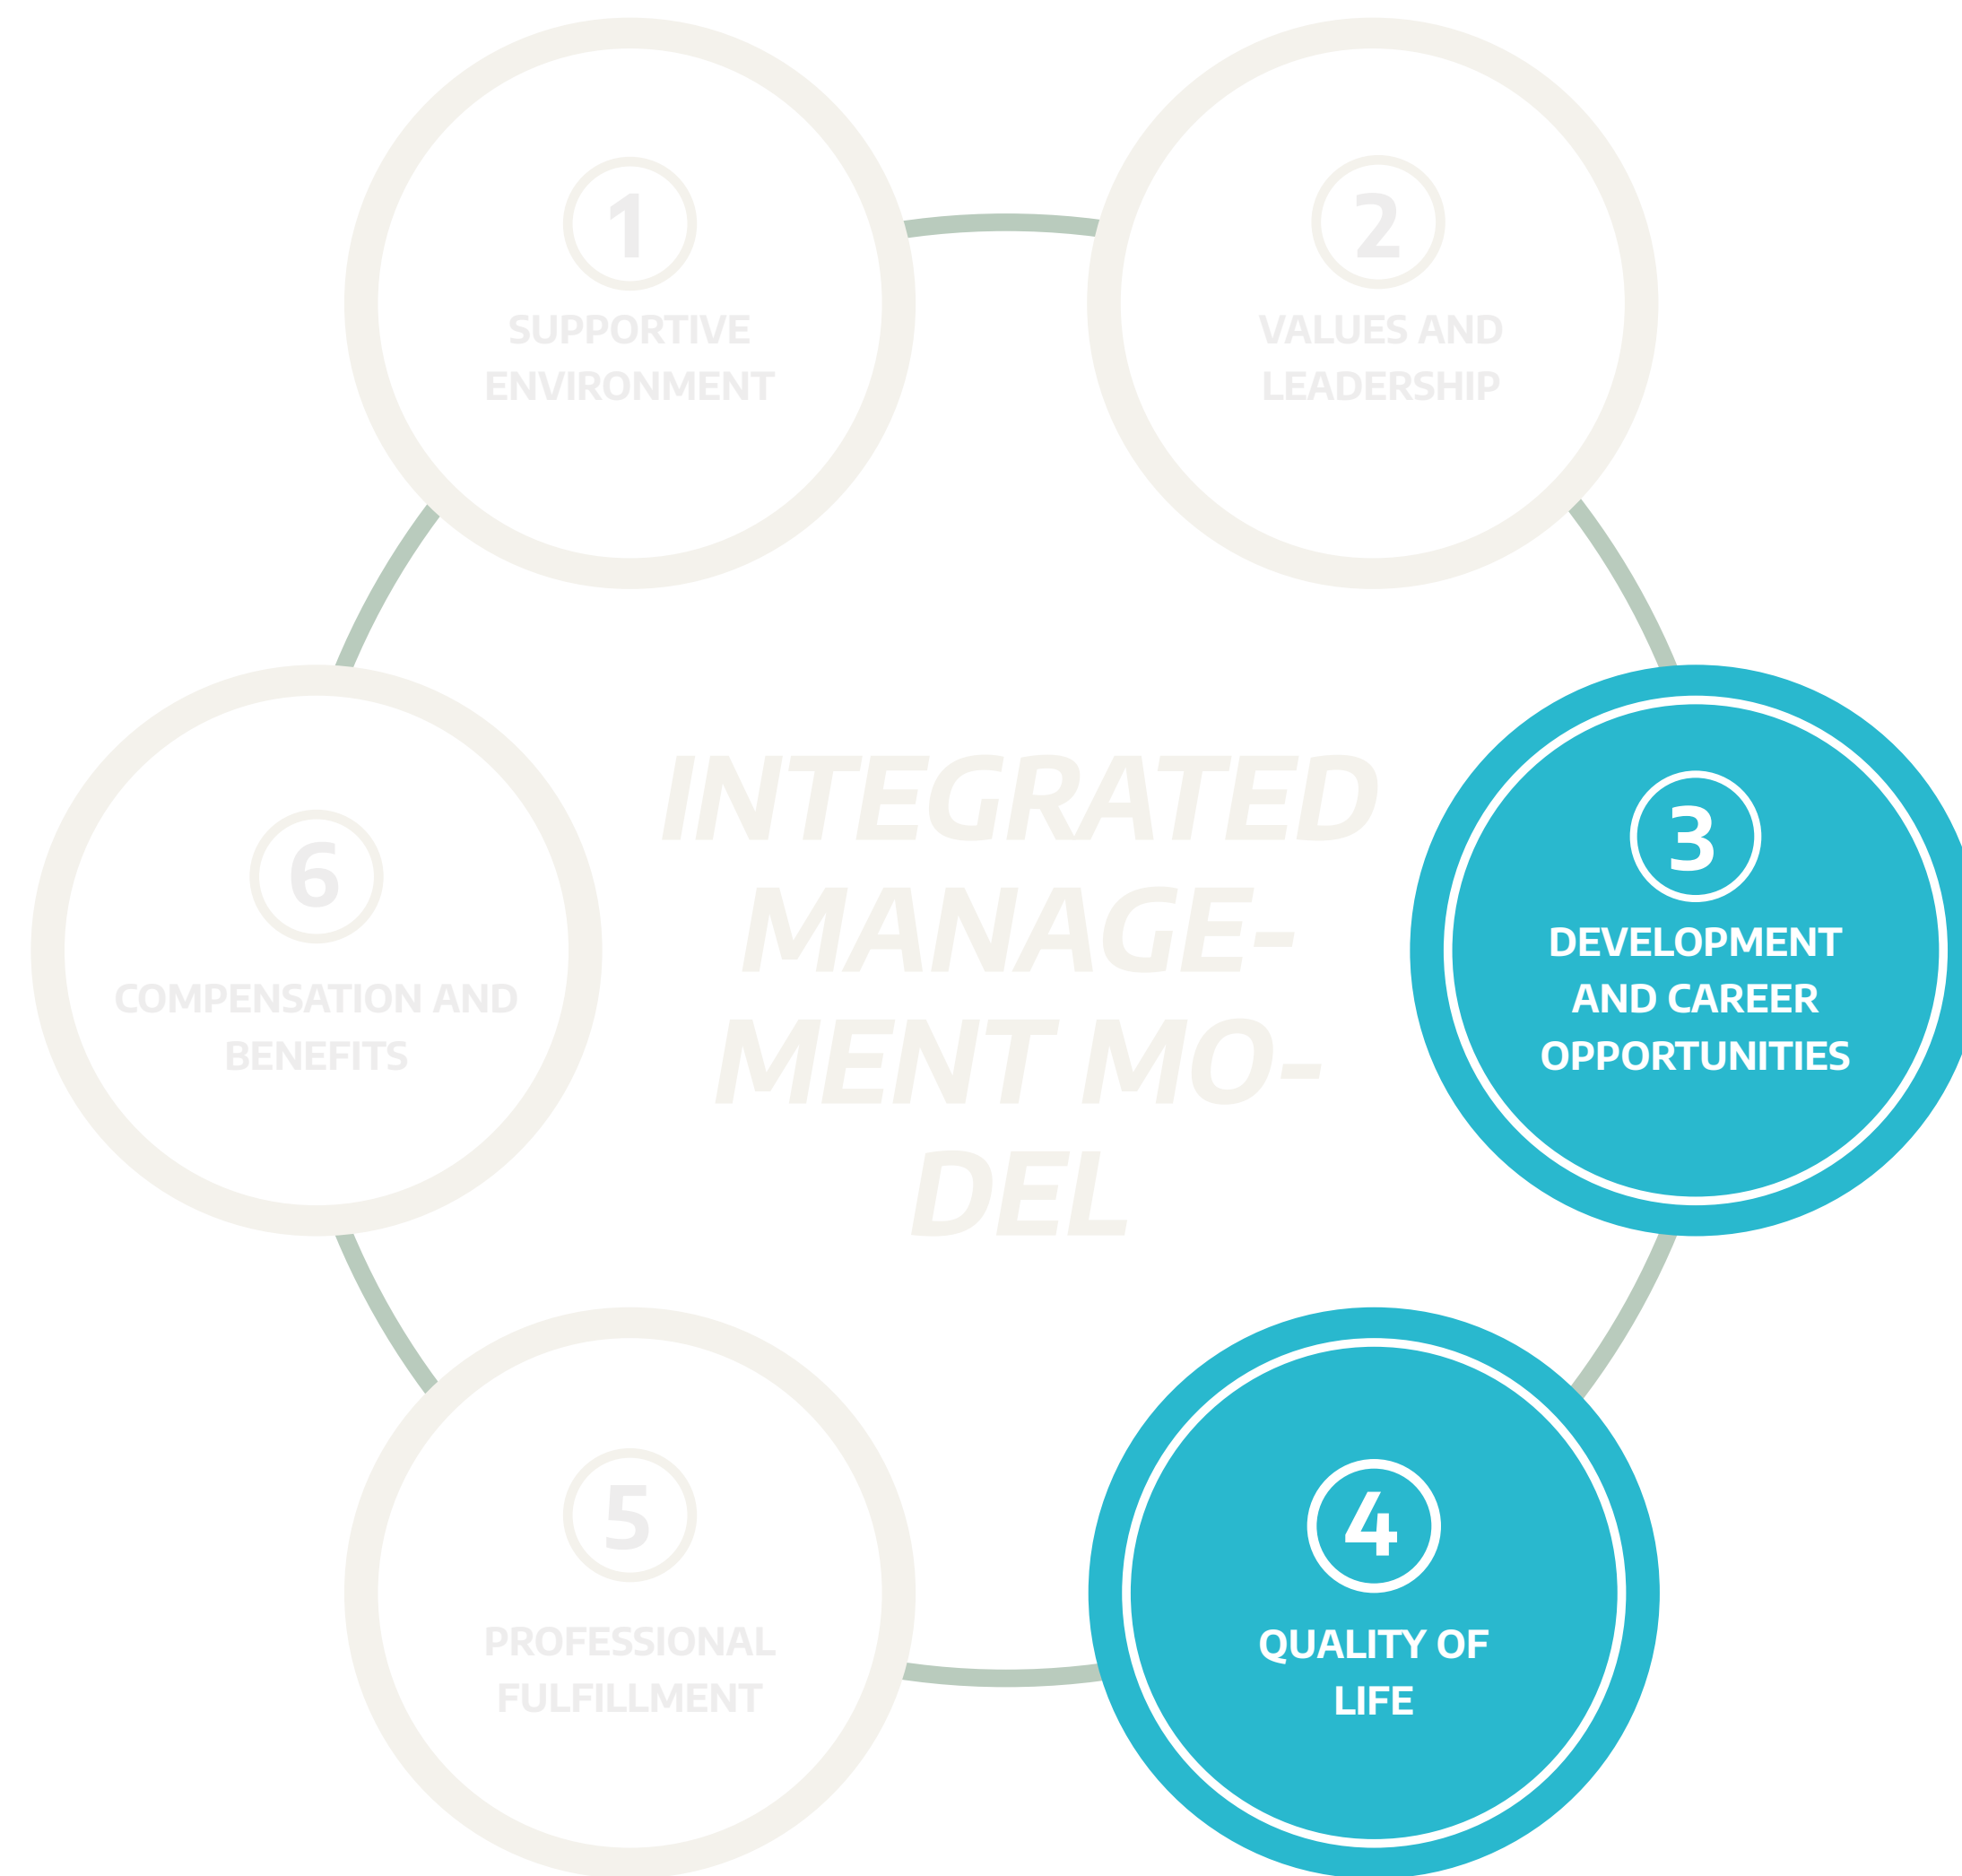 1
SUPPORTIVE
ENVIRONMENT
2
VALUES AND
LEADERSHIP
3
DEVELOPMENT
AND CAREER
OPPORTUNITIES
4
QUALITY OF
LIFE
5
PROFESSIONAL
FULFILLMENT
6
COMPENSATION AND
BENEFITS
INTEGRATED
MANAGE-
MENT MO-
DEL